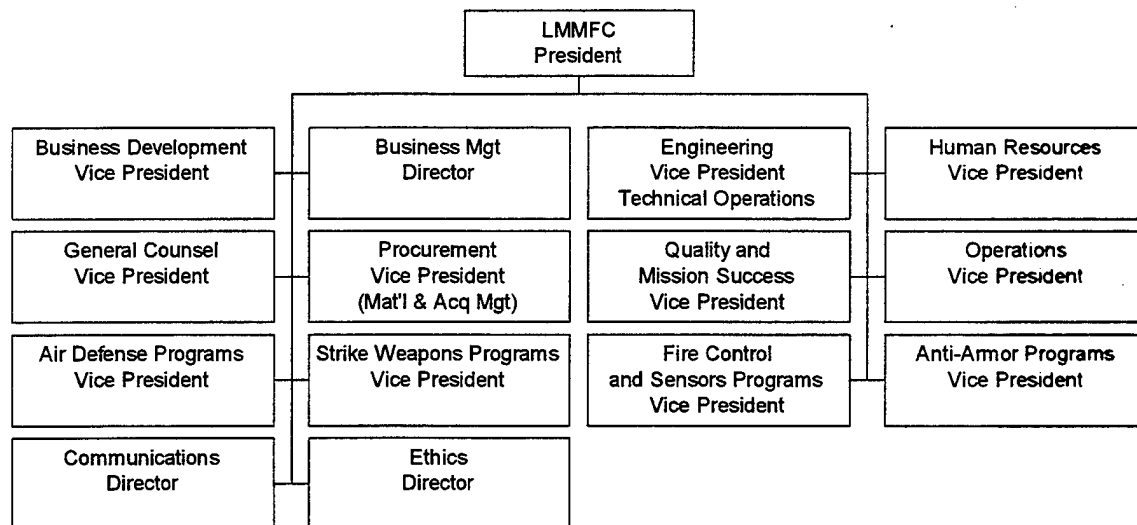 LMMFC
President
Business Development
Vice President
Business Mgt
Director
Engineering
Vice President
Technical Operations
Human Resources
Vice President
General Counsel
Vice President
Procurement
Vice President
(Mat'l & Acq Mgt)
Quality and
Mission Success
Vice President
Operations
Vice President
Air Defense Programs
Vice President
Strike Weapons Programs
Vice President
Fire Control
and Sensors Programs
Vice President
Anti-Armor Programs
Vice President
Communications
Director
Ethics
Director